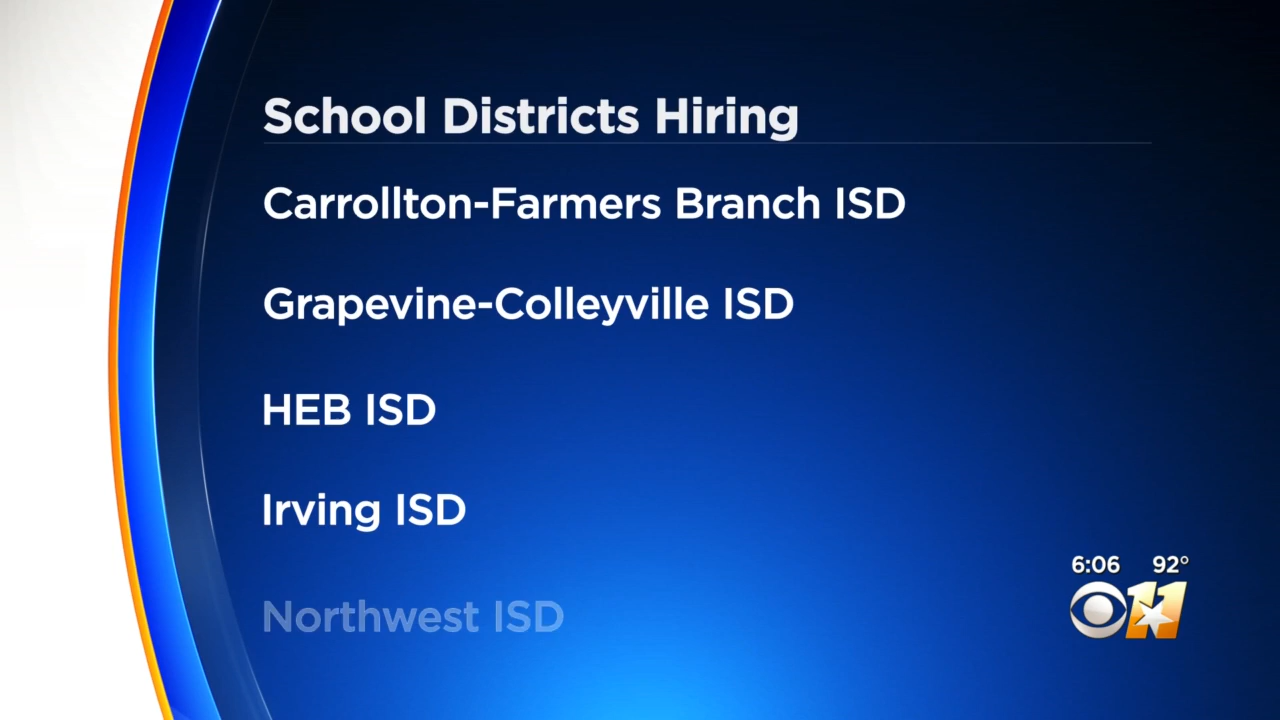 School Districts Hiring
Carrollton-Farmers Branch ISD
Grapevine-Colleyville ISD
HEB ISD
Irving ISD
Northwest ISD
6:06 92°
11